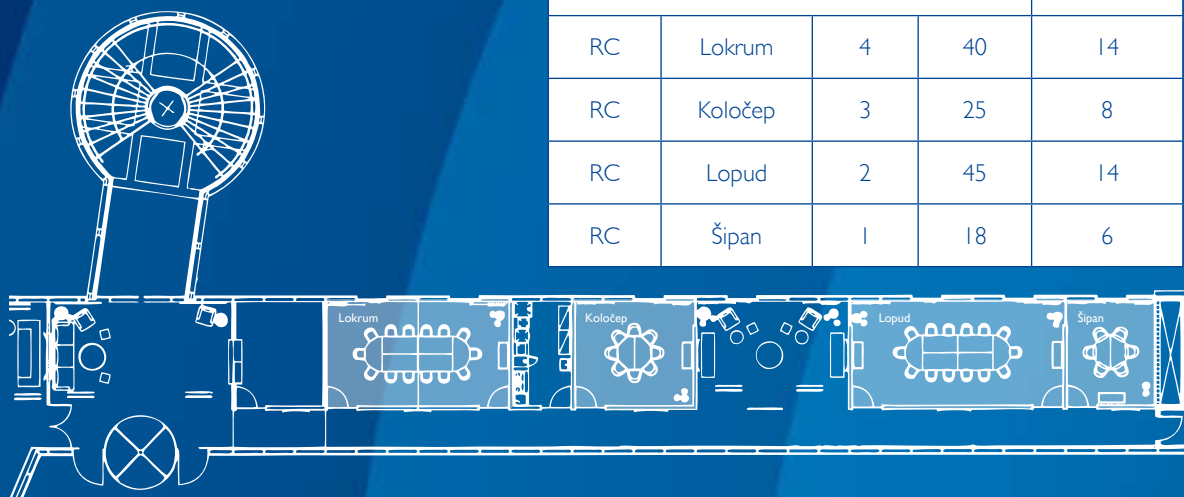 RC Lokrum 4 40 14
RC Koločep 3 25 8
RC Lopud 2 45 14
RC Šipan 1 18 6
Lokrum Koločep Lopud Šipan